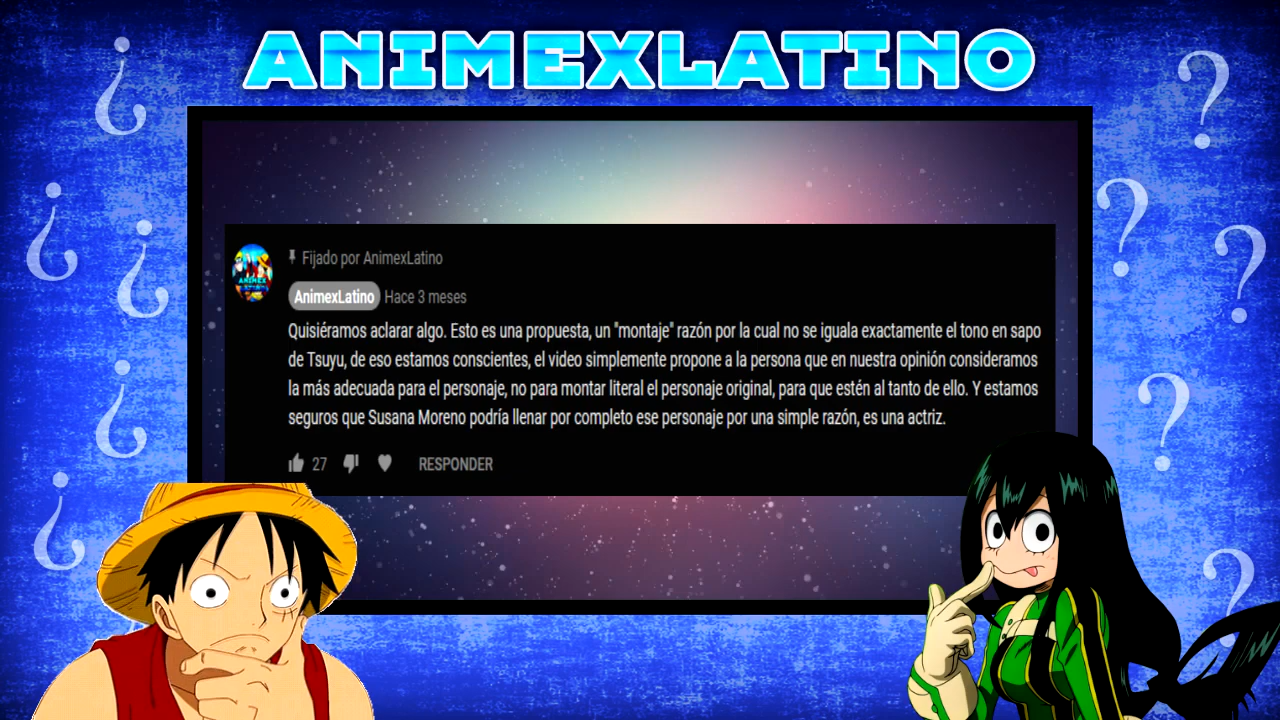 ANIMEXLATINO
Fijado por AnimexLatino
AnimexLatino Hace 3 meses
Quisiéramos aclarar algo. Esto es una propuesta, un "montaje" razón por la cual no se iguala exactamente el tono en sapo
de Tsuyu, de eso estamos conscientes, el video simplemente propone a la persona que en nuestra opinión consideramos
la más adecuada para el personaje, no para montar literal el personaje original, para que estén al tanto de ello. Y estamos
seguros que Susana Moreno podría llenar por completo ese personaje por una simple razón, es una actriz.
27 RESPONDER